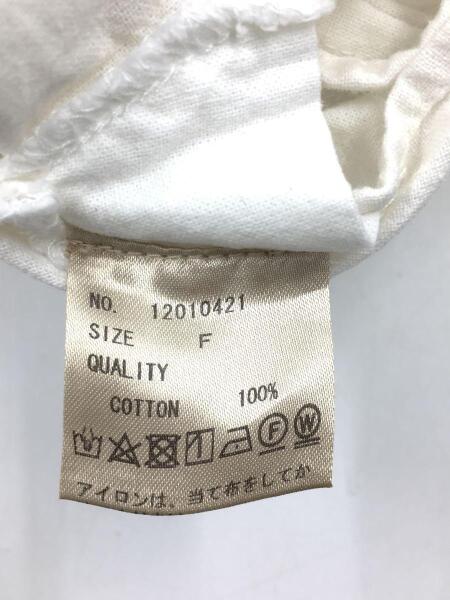 No. 12010421
SIZE F
QUALITY
COTTON 100%
P W
アイロンは、当て布をしてか